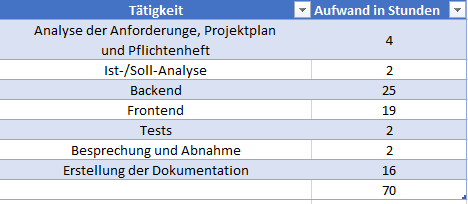 Tätigkeit Aufwand in Stunden
Analyse der Anforderunge, Projektplan
und Pflichtenheft 4
Ist-/Soll-Analyse 2
Backend 25
Frontend 19
Tests 2
Besprechung und Abnahme 2
Erstellung der Dokumentation 16
70